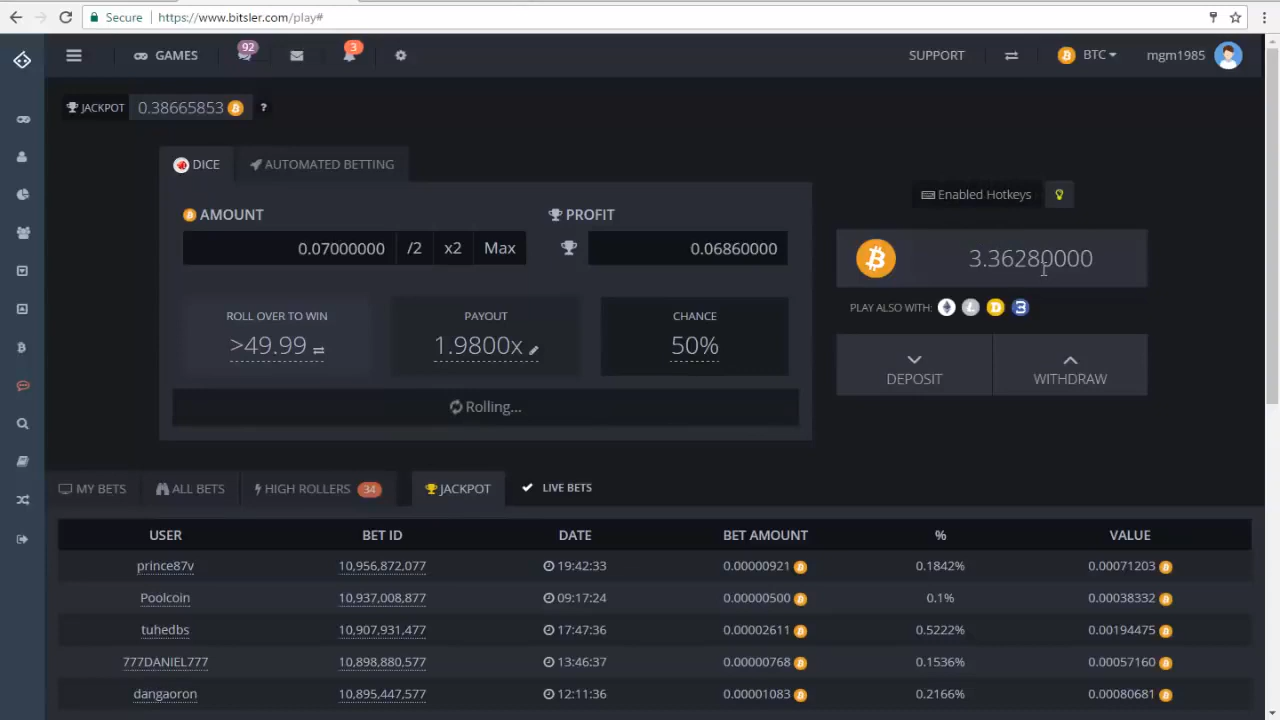 Secure https://www.bitsler.com/play#
GAMES 92 3 SUPPORT BTC mgm1985
JACKPOT 0.38665853 ?
DICE AUTOMATED BETTING
Enabled Hotkeys
AMOUNT PROFIT
0.07000000 /2 x2 Max 0.06860000
3.36280000
PLAY ALSO WITH:
ROLL OVER TO WIN PAYOUT CHANCE
>49.99 1.9800x 50%
DEPOSIT WITHDRAW
Rolling...
MY BETS ALL BETS HIGH ROLLERS 34 JACKPOT LIVE BETS
USER BET ID DATE BET AMOUNT % VALUE
prince87v 10,956,872,077 19:42:33 0.00000921 0.1842% 0.00071203
Poolcoin 10,937,008,877 09:17:24 0.00000500 0.1% 0.00038332
tuhedbs 10,907,931,477 17:47:36 0.00002611 0.5222% 0.00194475
777DANIEL777 10,898,880,577 13:46:37 0.00000768 0.1536% 0.00057160
dangaoron 10,895,447,577 12:11:36 0.00001083 0.2166% 0.00080681